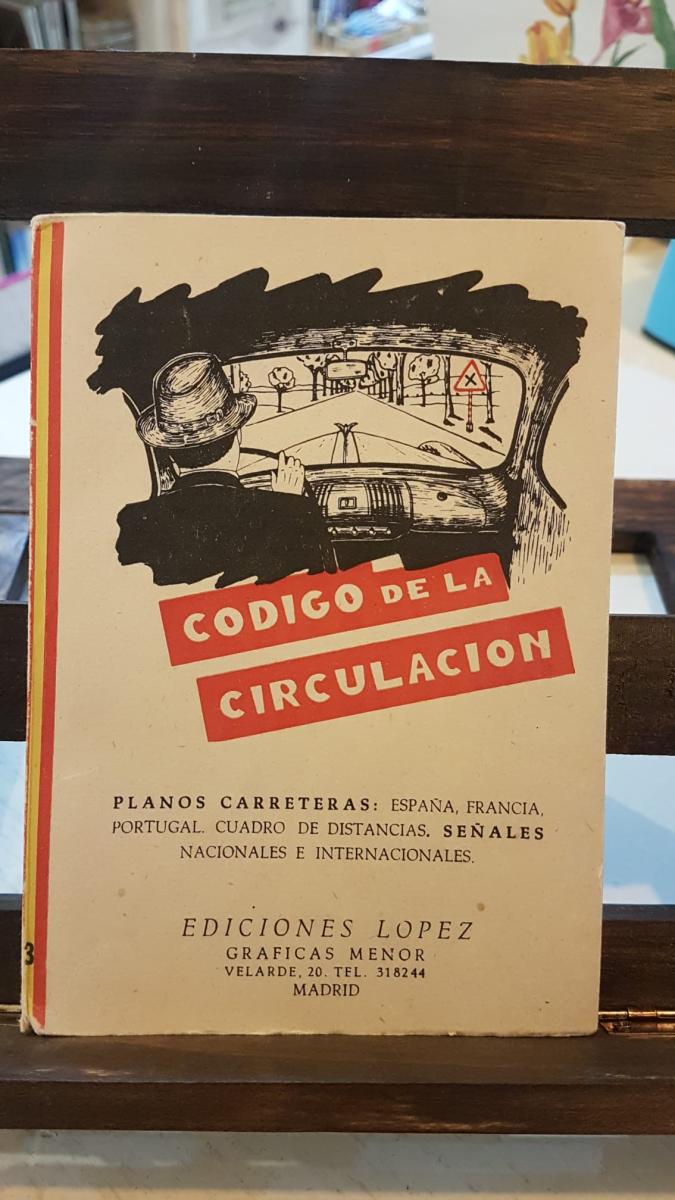 CODIGO DE LA
CIRCULACION
PLANOS CARRETERAS: ESPAÑA, FRANCIA,
PORTUGAL. CUADRO DE DISTANCIAS. SEÑALES
NACIONALES E INTERNACIONALES.
EDICIONES LOPEZ
GRAFICAS MENOR
VELARDE, 20. TEL. 318244
MADRID
3